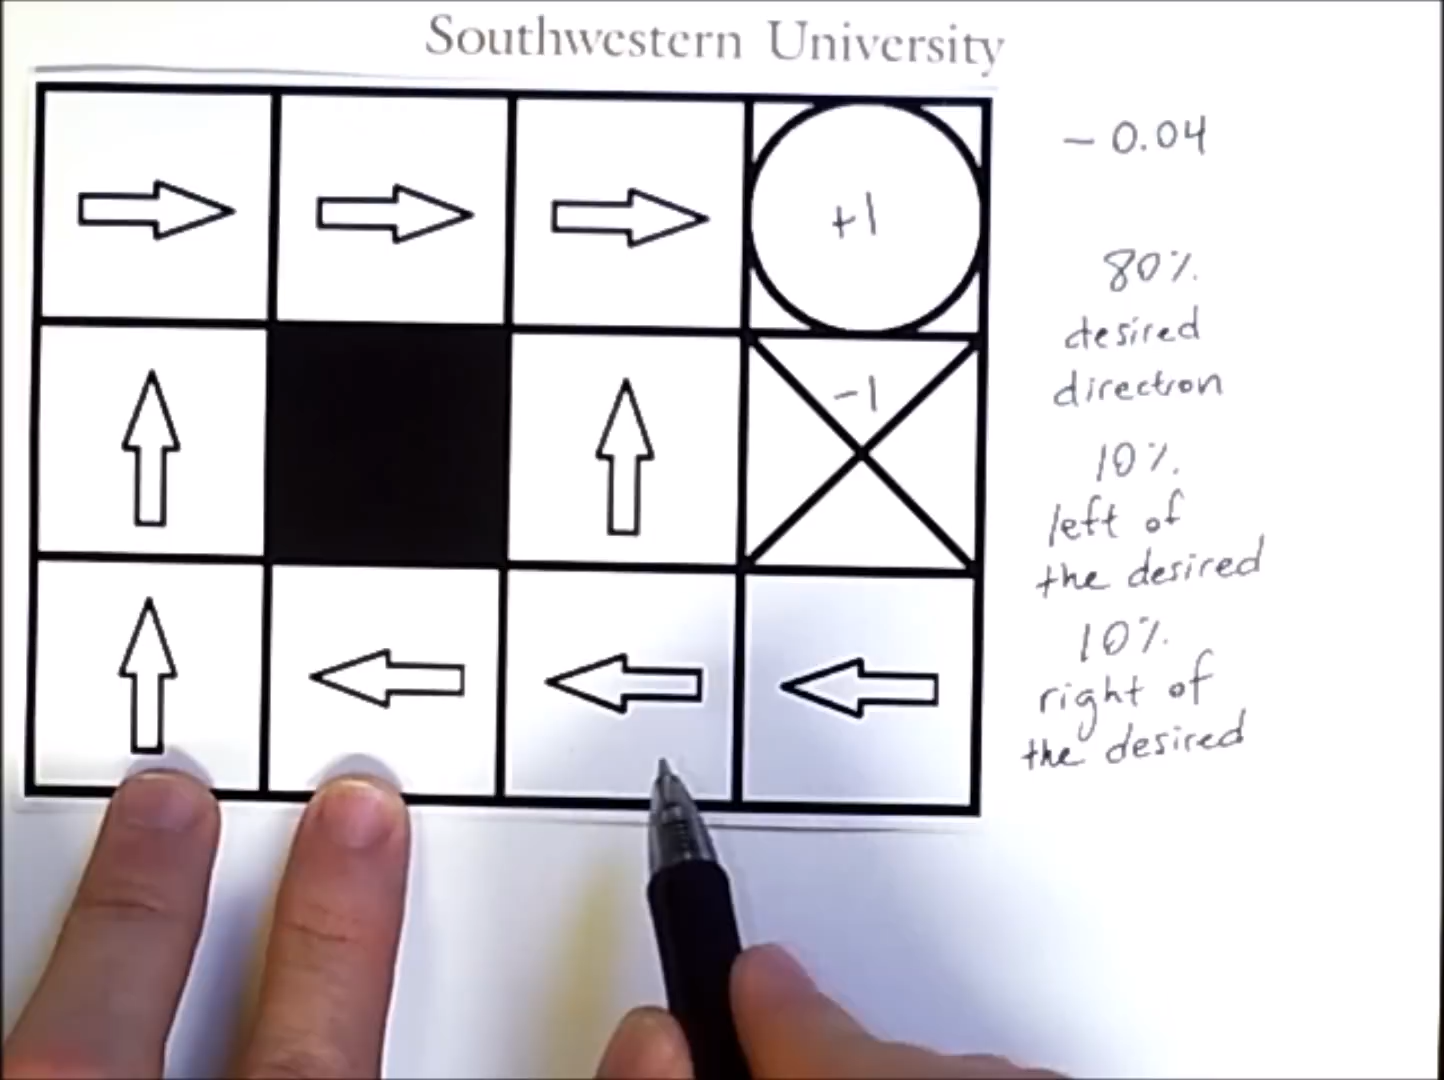 Southwestern University
+1
-1
- 0.04
80%
desired
direction
10%
left of
the desired
10%
right of
the desired